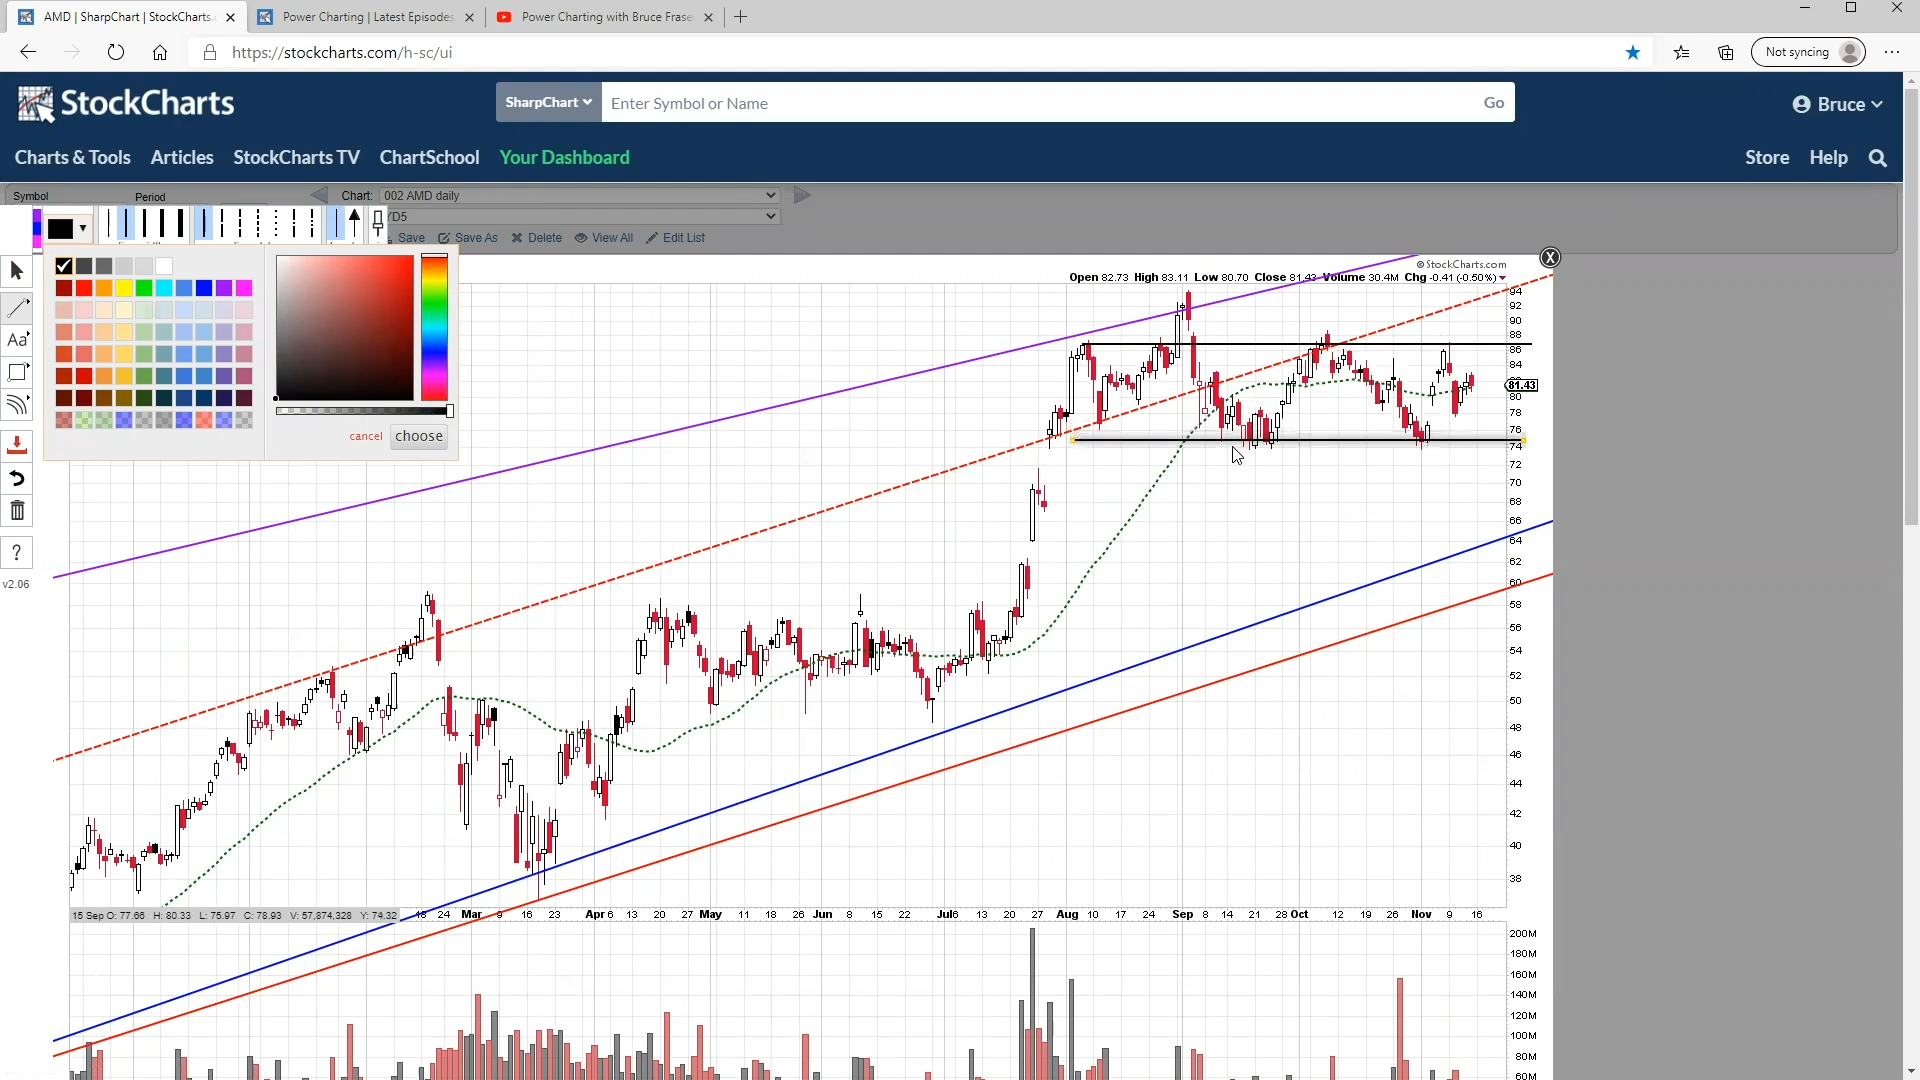 AMD | SharpChart | StockCharts.
Power Charting | Latest Episodes
Power Charting with Bruce Frase
https://stockcharts.com/h-sc/ui
Not syncing
StockCharts
SharpChart
Enter Symbol or Name
Go
Bruce
Charts & Tools Articles StockCharts TV ChartSchool Your Dashboard
Store Help
Symbol Period Chart: 002 AMD daily
Save Save As Delete View All Edit List
X
© StockCharts.com
Open 82.73 High 83.11 Low 80.70 Close 81.43 Volume 30.4M Chg -0.41 (-0.50%)
Aa
cancel choose
?
v2.06
94
92
90
88
86
84
81.43
80
78
76
74
72
70
68
66
64
62
60
58
56
54
52
50
48
46
44
42
40
38
15 Sep O: 77.66 H: 80.33 L: 75.97 C: 78.93 V: 57,874,328 Y: 74.32
18 24 Mar 9 16 23 Apr 6 13 20 27 May 11 18 26 Jun 8 15 22 Jul 6 13 20 27 Aug 10 17 24 Sep 8 14 21 28 Oct 12 19 26 Nov 9 16
200M
180M
160M
140M
120M
100M
80M
60M